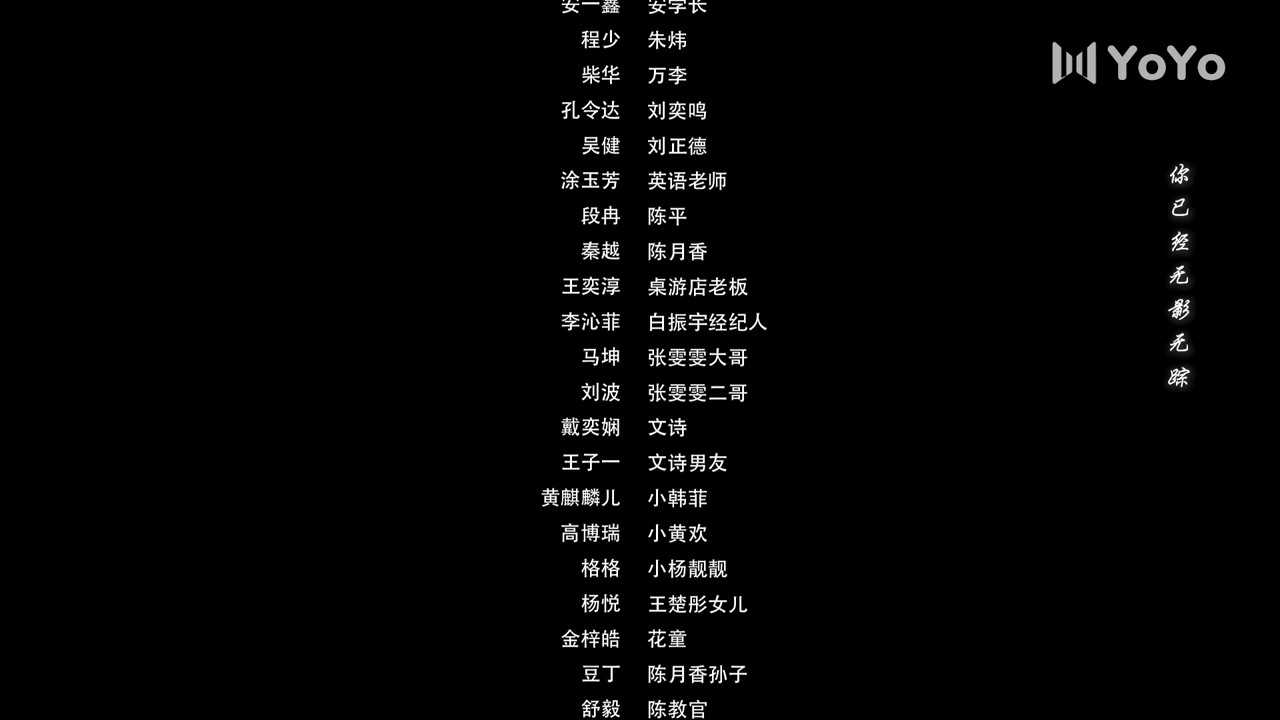 安一鑫 安学长
程少 朱炜
柴华 万李
孔令达 刘奕鸣
吴健 刘正德
涂玉芳 英语老师
段冉 陈平
秦越 陈月香
王奕淳 桌游店老板
李沁菲 白振宇经纪人
马坤 张雯雯大哥
刘波 张雯雯二哥
戴奕娴 文诗
王子一 文诗男友
黄麒麟儿 小韩菲
高博瑞 小黄欢
格格 小杨靓靓
杨悦 王楚彤女儿
金梓皓 花童
豆丁 陈月香孙子
舒毅 陈教官
YoYo
你已经无影无踪